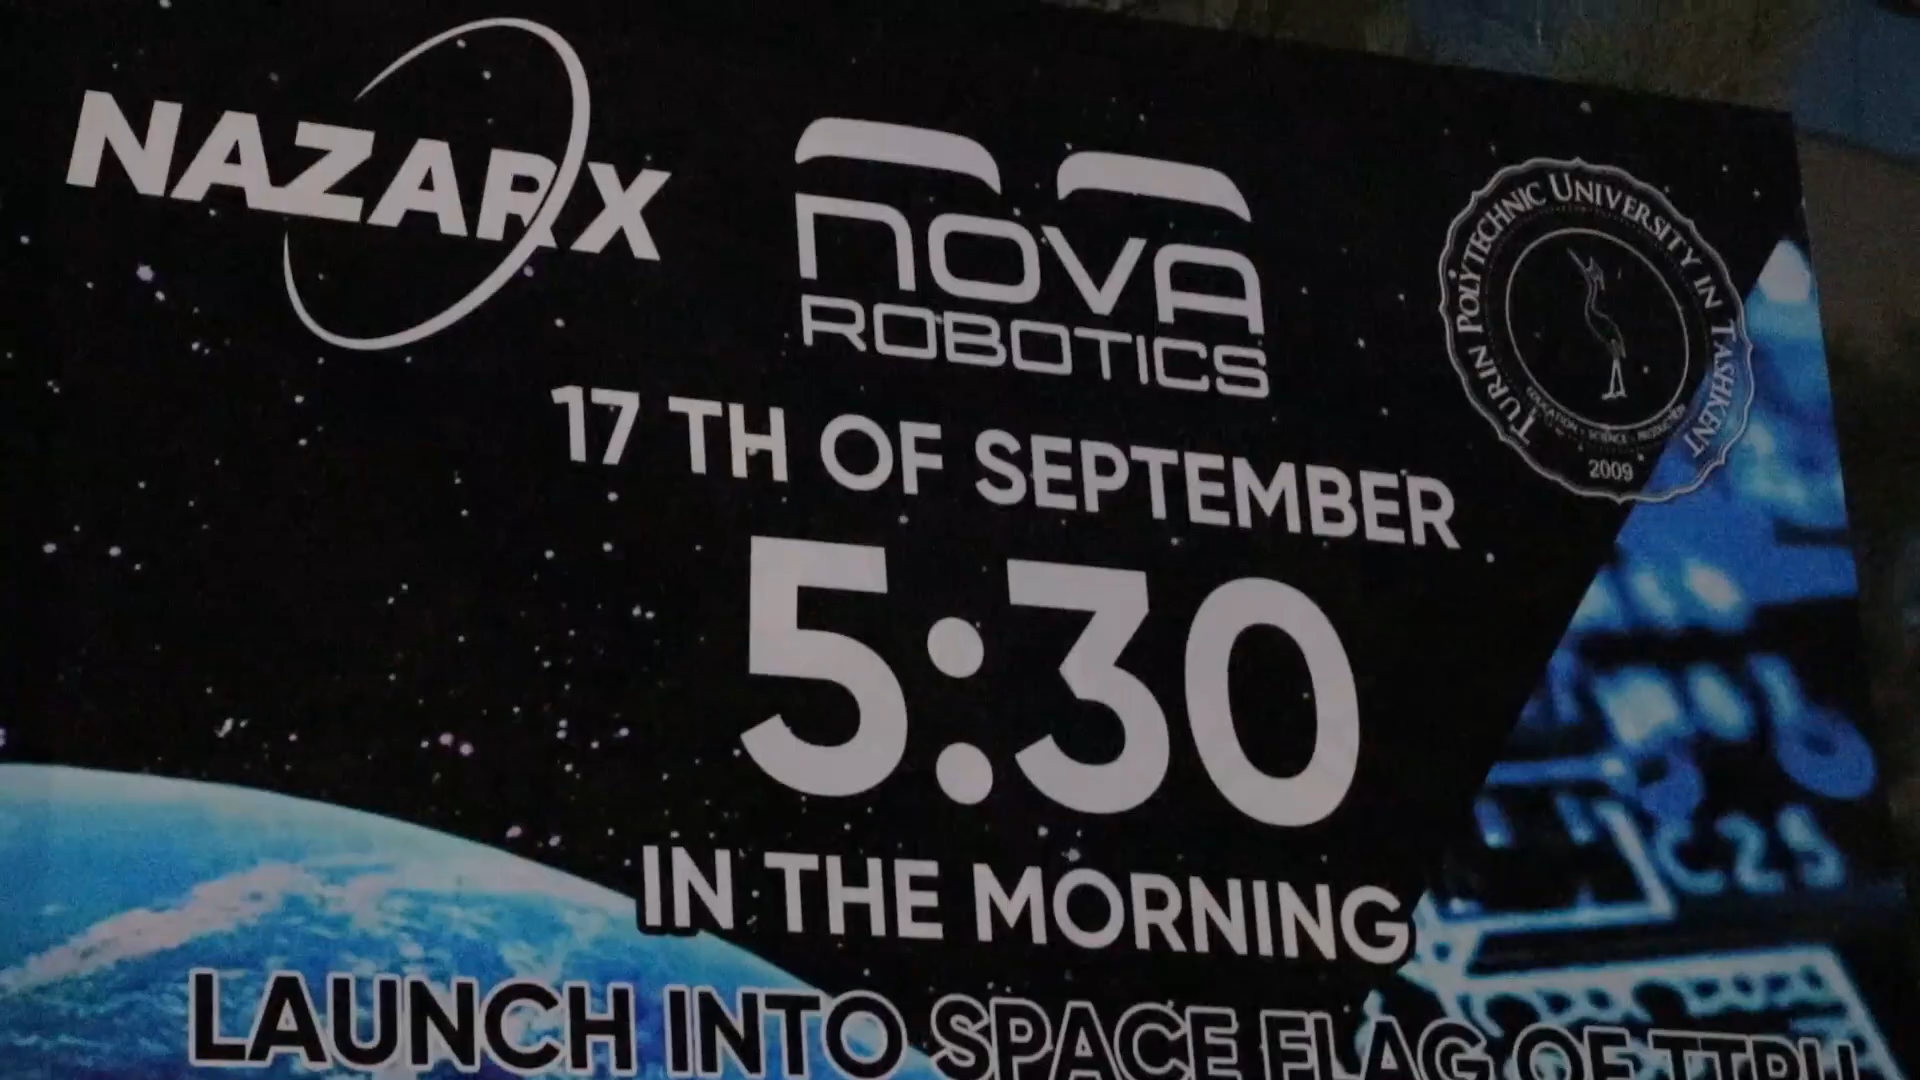 NAZARX
NOVA
ROBOTICS
TURIN POLYTECHNIC UNIVERSITY IN TASHKENT
EDUCATION - SCIENCE - PRODUCTION
2009
17 TH OF SEPTEMBER
5:30
IN THE MORNING
C25
LAUNCH INTO SPACE FLAG OF TTPU